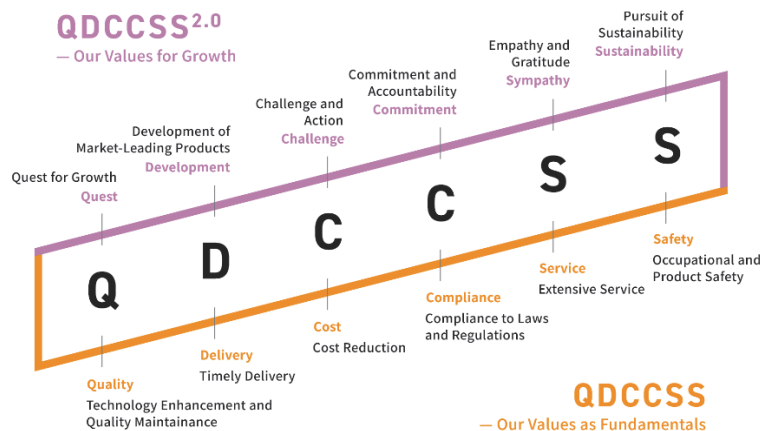 QDCCSS2.0
— Our Values for Growth
Quest for Growth
Quest
Development of
Market-Leading Products
Development
Challenge and
Action
Challenge
Commitment and
Accountability
Commitment
Empathy and
Gratitude
Sympathy
Pursuit of
Sustainability
Sustainability
Q
D
C
C
S
S
Quality
Technology Enhancement and
Quality Maintainance
Delivery
Timely Delivery
Cost
Cost Reduction
Compliance
Compliance to Laws
and Regulations
Service
Extensive Service
Safety
Occupational and
Product Safety
QDCCSS
— Our Values as Fundamentals